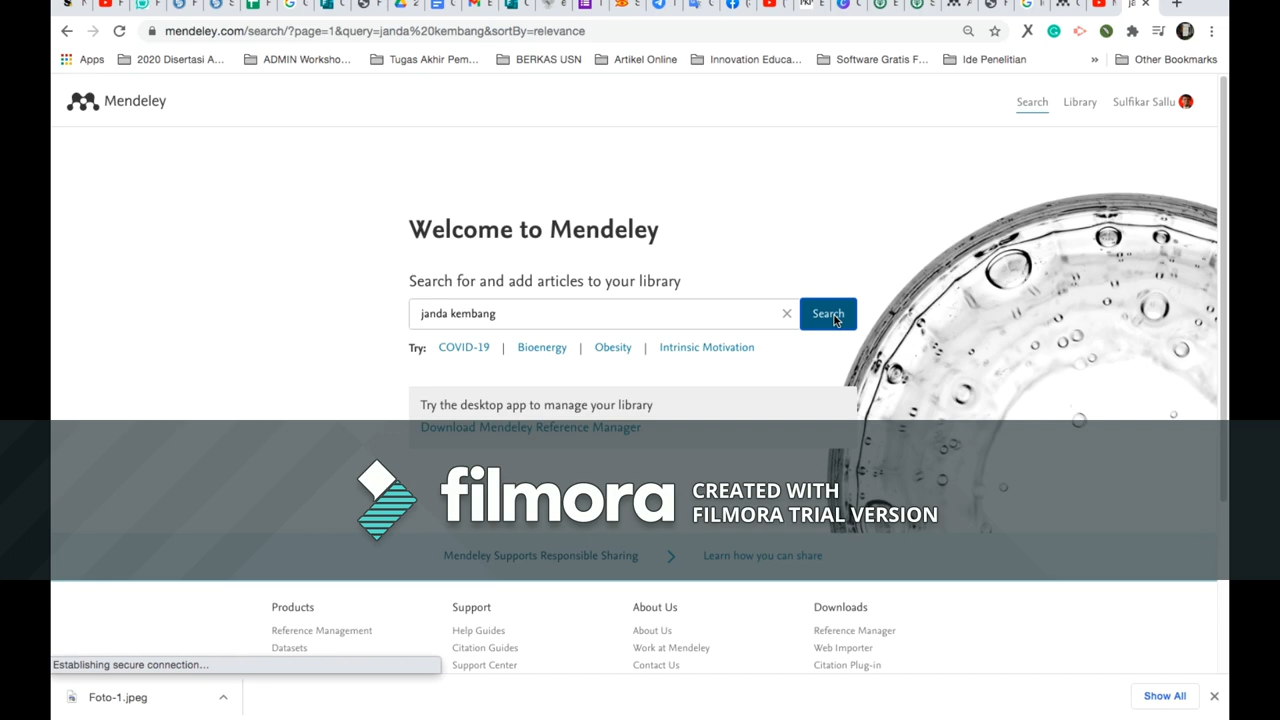 mendeley.com/search/?page=1&query=janda%20kembang&sortBy=relevance
Apps 2020 Disertasi A... ADMIN Worksho... Tugas Akhir Pem... BERKAS USN Artikel Online Innovation Educa... Software Gratis F... Ide Penelitian » Other Bookmarks
Mendeley
Search Library Sulfikar Sallu
Welcome to Mendeley
Search for and add articles to your library
janda kembang Search
Try: COVID-19 | Bioenergy | Obesity | Intrinsic Motivation
Try the desktop app to manage your library
Download Mendeley Reference Manager
filmora CREATED WITH
FILMORA TRIAL VERSION
Mendeley Supports Responsible Sharing Learn how you can share
Products Support About Us Downloads
Reference Management Help Guides About Us Reference Manager
Datasets Citation Guides Work at Mendeley Web Importer
Support Center Contact Us Citation Plug-in
Establishing secure connection...
Foto-1.jpeg Show All